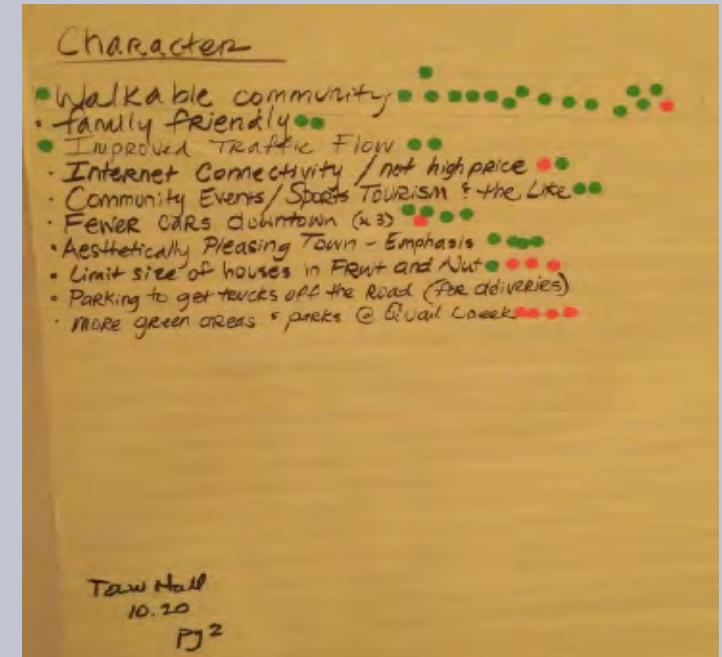 Character
• Walkable community
• family friendly
• Improved Traffic Flow
• Internet Connectivity / not high price
• Community Events/Sports Tourism & the Like
• Fewer cars downtown (x3)
• Aesthetically Pleasing Town - Emphasis
• Limit size of houses in Fruit and Nut
• Parking to get trucks off the Road (for deliveries)
• more green areas & parks @ Quail Creek
Town Hall
10.20
pg 2